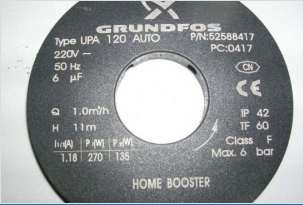 GRUNDFOS
Type UPA 120 AUTO P/N:52588417
220V ~ PC:0417
50 Hz
6 µF
CN
CE
Q 1.0m³/h
H 11m
IP 42
TF 60
Class F
Max. 6 bar
I1/1(A) P1(W) P2(W)
1.18 270 135
HOME BOOSTER